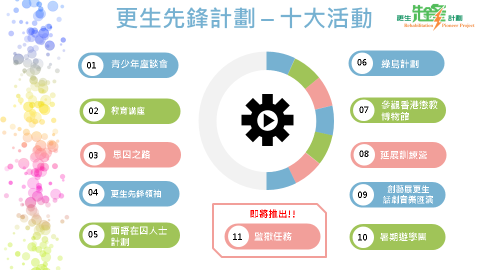 更生先鋒計劃 – 十大活動
更生先鋒計劃
Rehabilitation Pioneer Project
01 青少年座談會
02 教育講座
03 思囚之路
04 更生先鋒領袖
05 面晤在囚人士
計劃
06 綠島計劃
07 參觀香港懲教
博物館
08 延展訓練營
09 創藝展更生
話劇音樂匯演
10 暑期遊學團
即將推出!!
11 監獄任務